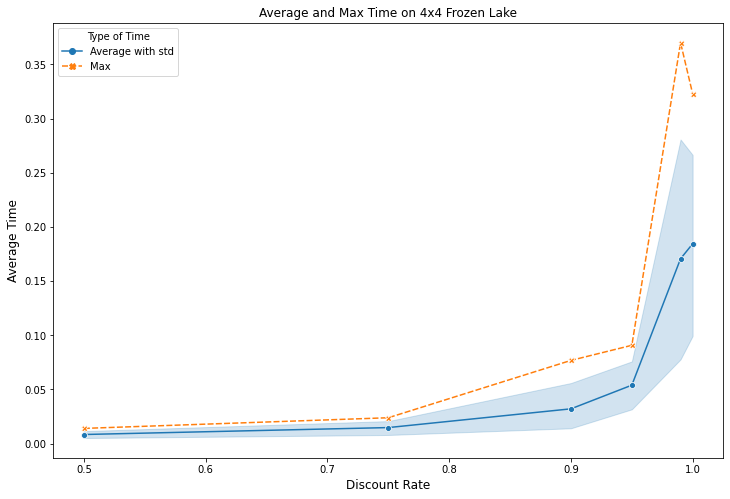 Average and Max Time on 4x4 Frozen Lake
Type of Time
Average with std
Max
Average Time
0.35
0.30
0.25
0.20
0.15
0.10
0.05
0.00
0.5 0.6 0.7 0.8 0.9 1.0
Discount Rate